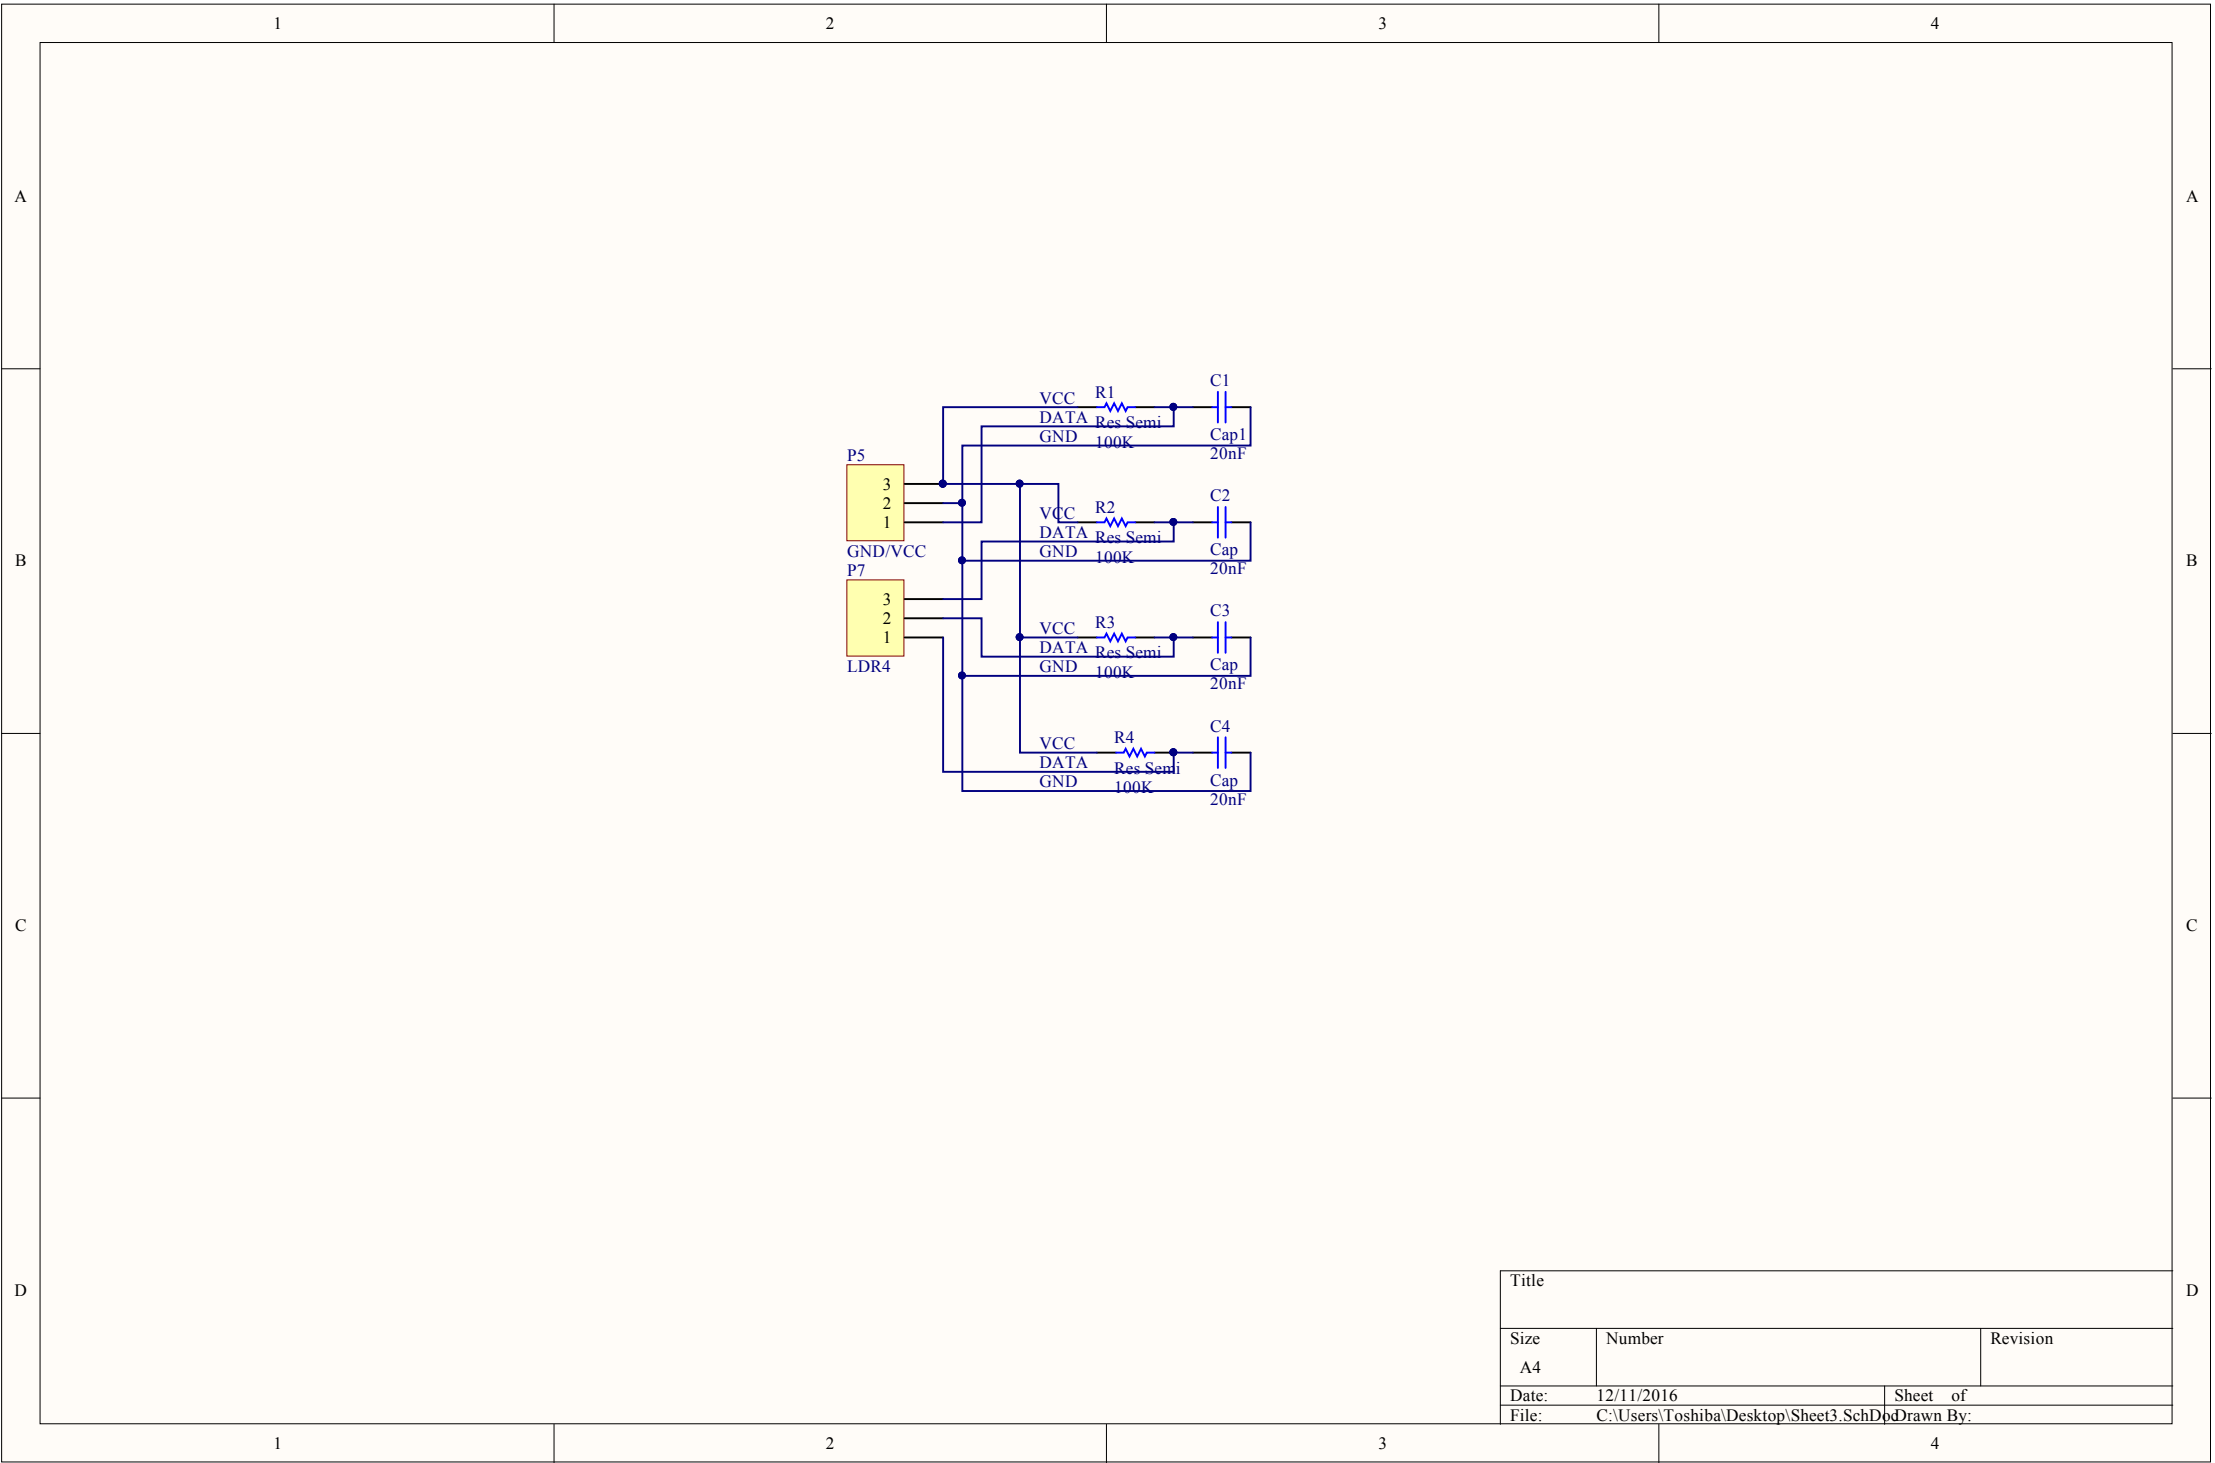 1 2 3 4
A A
C1
VCC R1
DATA Res Semi
GND 100K Cap1
20nF
P5
3
2
1
GND/VCC
C2
VCC R2
DATA Res Semi
GND 100K Cap
20nF
B B
P7
3
2
1
LDR4
C3
VCC R3
DATA Res Semi
GND 100K Cap
20nF
C4
VCC R4
DATA Res Semi
GND 100K Cap
20nF
C C
D D
Title
Size Number Revision
A4
Date: 12/11/2016 Sheet of
File: C:\Users\Toshiba\Desktop\Sheet3.SchDoc Drawn By:
1 2 3 4